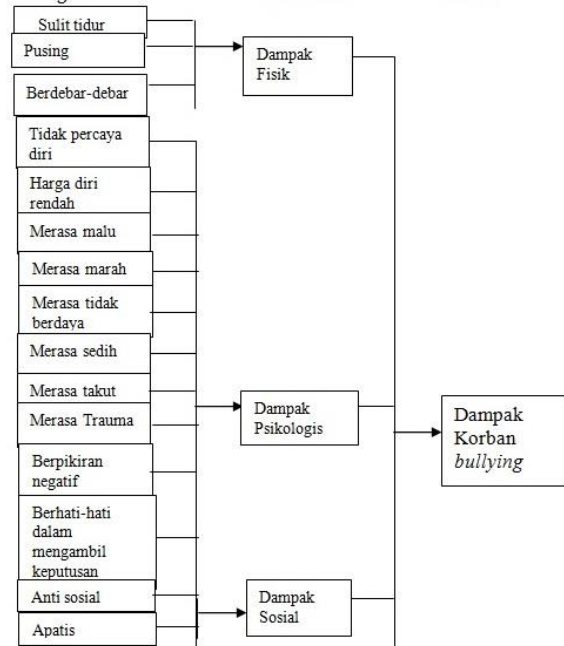 Sulit tidur
Pusing
Berdebar-debar
Dampak
Fisik
Tidak percaya
diri
Harga diri
rendah
Merasa malu
Merasa marah
Merasa tidak
berdaya
Merasa sedih
Merasa takut
Merasa Trauma
Berpikiran
negatif
Berhati-hati
dalam
mengambil
keputusan
Dampak
Psikologis
Anti sosial
Apatis
Dampak
Sosial
Dampak
Korban
bullying